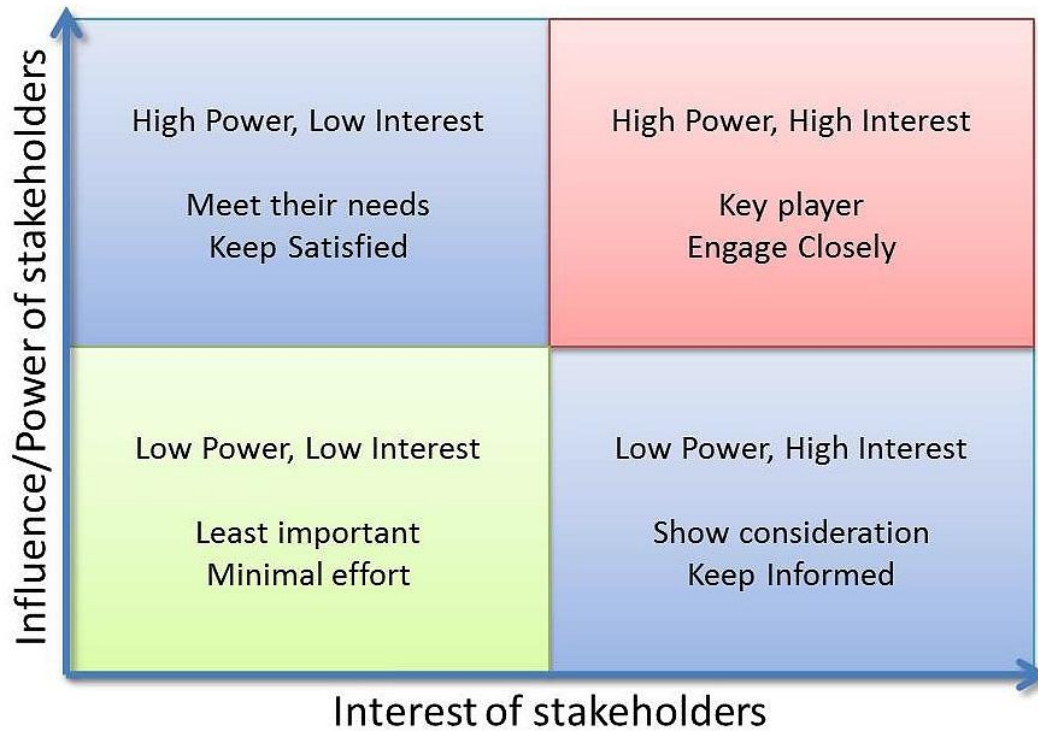 Influence/Power of stakeholders
High Power, Low Interest
Meet their needs
Keep Satisfied
High Power, High Interest
Key player
Engage Closely
Low Power, Low Interest
Least important
Minimal effort
Low Power, High Interest
Show consideration
Keep Informed
Interest of stakeholders